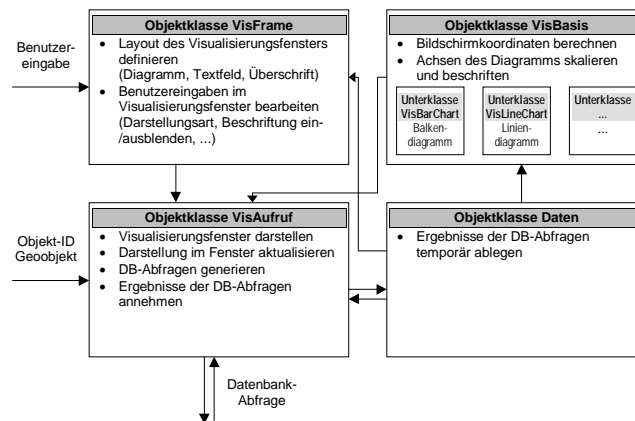 Objektklasse VisFrame
Benutzer-
eingabe
• Layout des Visualisierungsfensters
definieren
(Diagramm, Textfeld, Überschrift)
• Benutzereingaben im
Visualisierungsfenster bearbeiten
(Darstellungsart, Beschriftung ein-
/ausblenden, ...)
Objektklasse VisBasis
• Bildschirmkoordinaten berechnen
• Achsen des Diagramms skalieren
und beschriften
Unterklasse
VisBarChart
Balken-
diagramm
Unterklasse
VisLineChart
Linien-
diagramm
Unterklasse
...
...
Objektklasse VisAufruf
Objekt-ID
Geoobjekt
• Visualisierungsfenster darstellen
• Darstellung im Fenster aktualisieren
• DB-Abfragen generieren
• Ergebnisse der DB-Abfragen
annehmen
Objektklasse Daten
• Ergebnisse der DB-Abfragen
temporär ablegen
Datenbank-
Abfrage